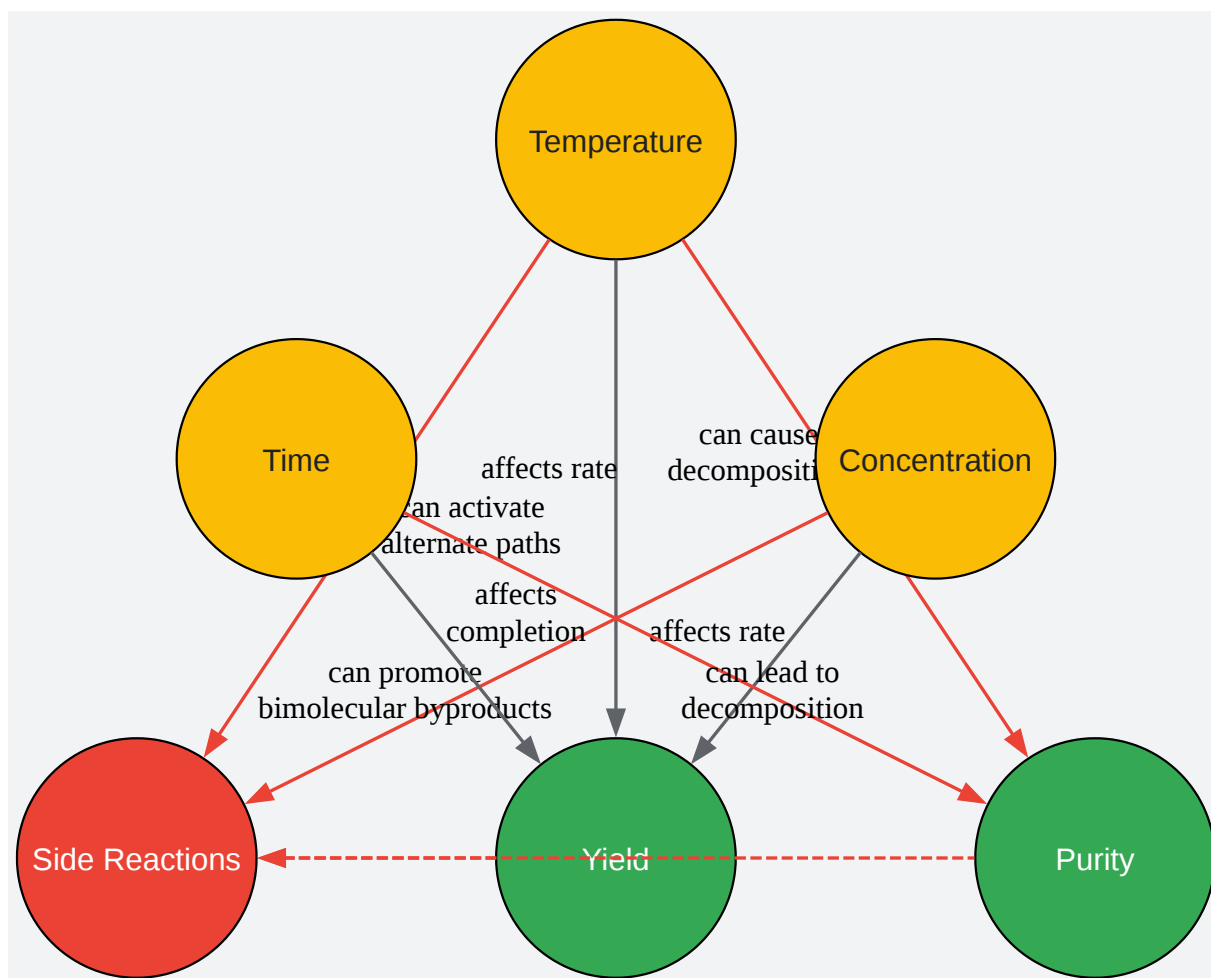 Temperature
Time
can cause
decompositi
Concentration
affects rate
can activate
alternate paths
affects
completion
affects rate
can promote
bimolecular byproducts
can lead to
decomposition
Side Reactions
Yield
Purity